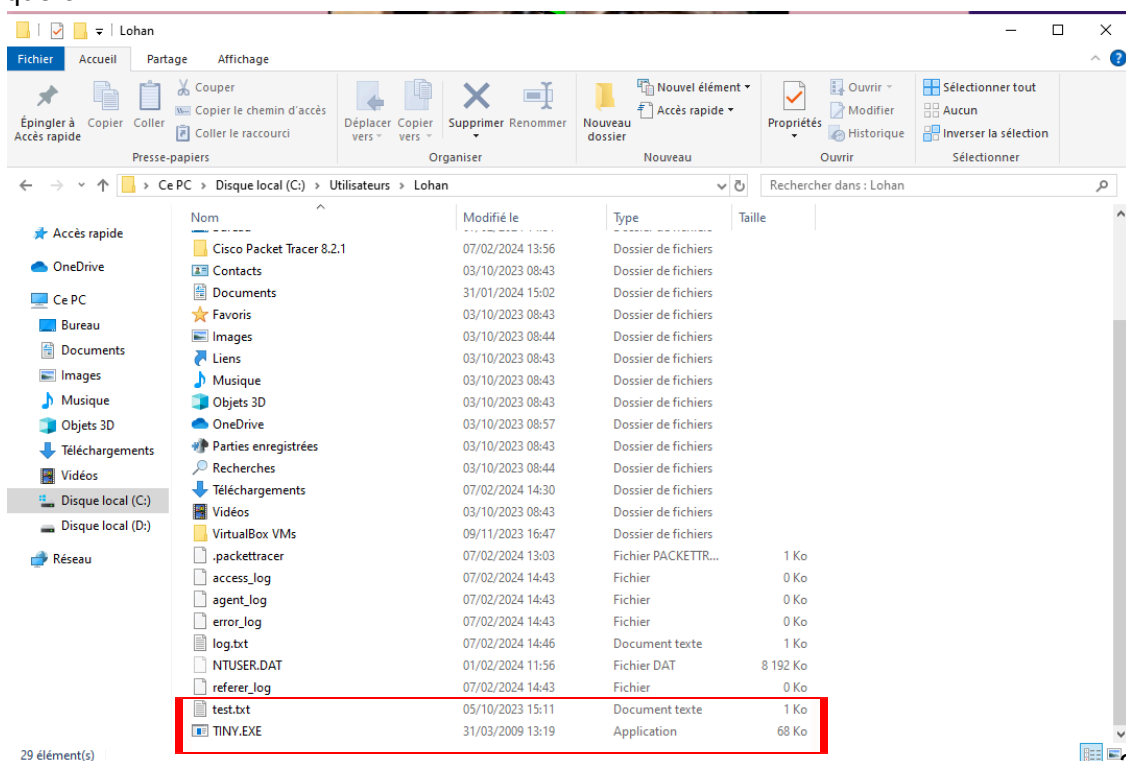 Lohan
Fichier Accueil Partage Affichage
Épingler à Accès rapide
Copier
Coller
Couper
Copier le chemin d'accès
Coller le raccourci
Déplacer vers
Copier vers
Supprimer
Renommer
Nouveau dossier
Nouvel élément
Accès rapide
Propriétés
Ouvrir
Modifier
Historique
Sélectionner tout
Aucun
Inverser la sélection
Presse-papiers Organiser Nouveau Ouvrir Sélectionner
Ce PC > Disque local (C:) > Utilisateurs > Lohan
Rechercher dans : Lohan
Accès rapide
OneDrive
Ce PC
Bureau
Documents
Images
Musique
Objets 3D
Téléchargements
Vidéos
Disque local (C:)
Disque local (D:)
Réseau
Nom Modifié le Type Taille
Cisco Packet Tracer 8.2.1 07/02/2024 13:56 Dossier de fichiers
Contacts 03/10/2023 08:43 Dossier de fichiers
Documents 31/01/2024 15:02 Dossier de fichiers
Favoris 03/10/2023 08:43 Dossier de fichiers
Images 03/10/2023 08:44 Dossier de fichiers
Liens 03/10/2023 08:43 Dossier de fichiers
Musique 03/10/2023 08:43 Dossier de fichiers
Objets 3D 03/10/2023 08:43 Dossier de fichiers
OneDrive 03/10/2023 08:57 Dossier de fichiers
Parties enregistrées 03/10/2023 08:43 Dossier de fichiers
Recherches 03/10/2023 08:44 Dossier de fichiers
Téléchargements 07/02/2024 14:30 Dossier de fichiers
Vidéos 03/10/2023 08:43 Dossier de fichiers
VirtualBox VMs 09/11/2023 16:47 Dossier de fichiers
.packettracer 07/02/2024 13:03 Fichier PACKETTR... 1 Ko
access_log 07/02/2024 14:43 Fichier 0 Ko
agent_log 07/02/2024 14:43 Fichier 0 Ko
error_log 07/02/2024 14:43 Fichier 0 Ko
log.txt 07/02/2024 14:46 Document texte 1 Ko
NTUSER.DAT 01/02/2024 11:56 Fichier DAT 8 192 Ko
referer_log 07/02/2024 14:43 Fichier 0 Ko
test.txt 05/10/2023 15:11 Document texte 1 Ko
TINY.EXE 31/03/2009 13:19 Application 68 Ko
29 élément(s)